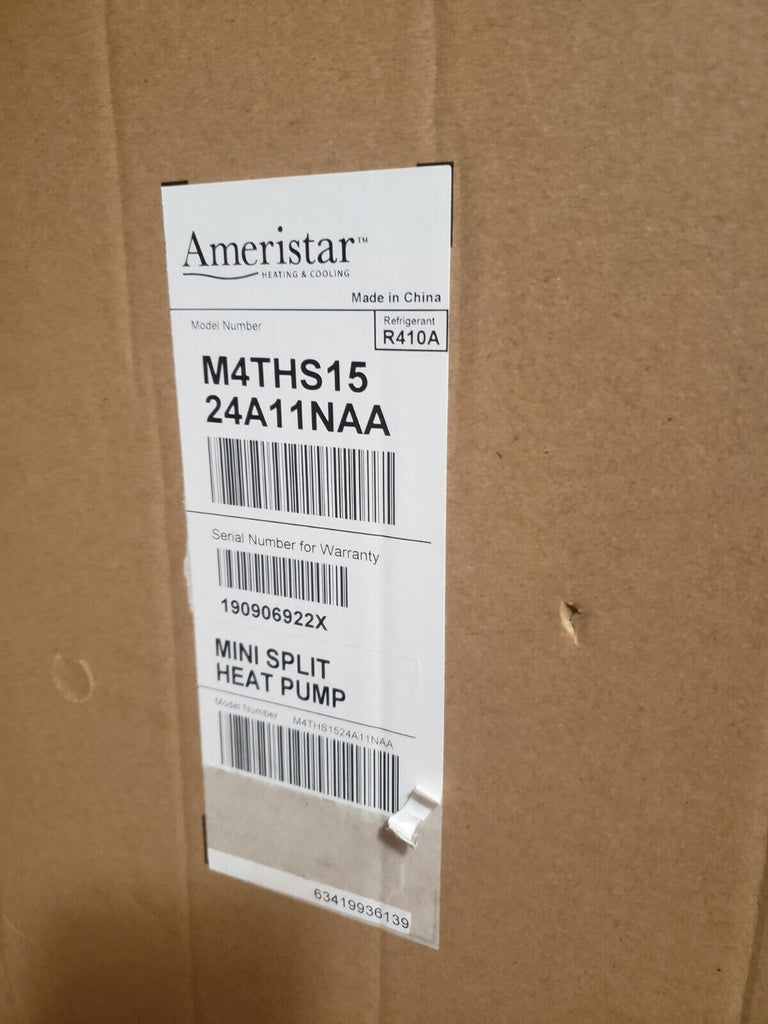 Ameristar™
HEATING & COOLING
Made in China
Model Number
Refrigerant
R410A
M4THS15
24A11NAA
Serial Number for Warranty
190906922X
MINI SPLIT
HEAT PUMP
Model Number M4THS1524A11NAA
63419936139